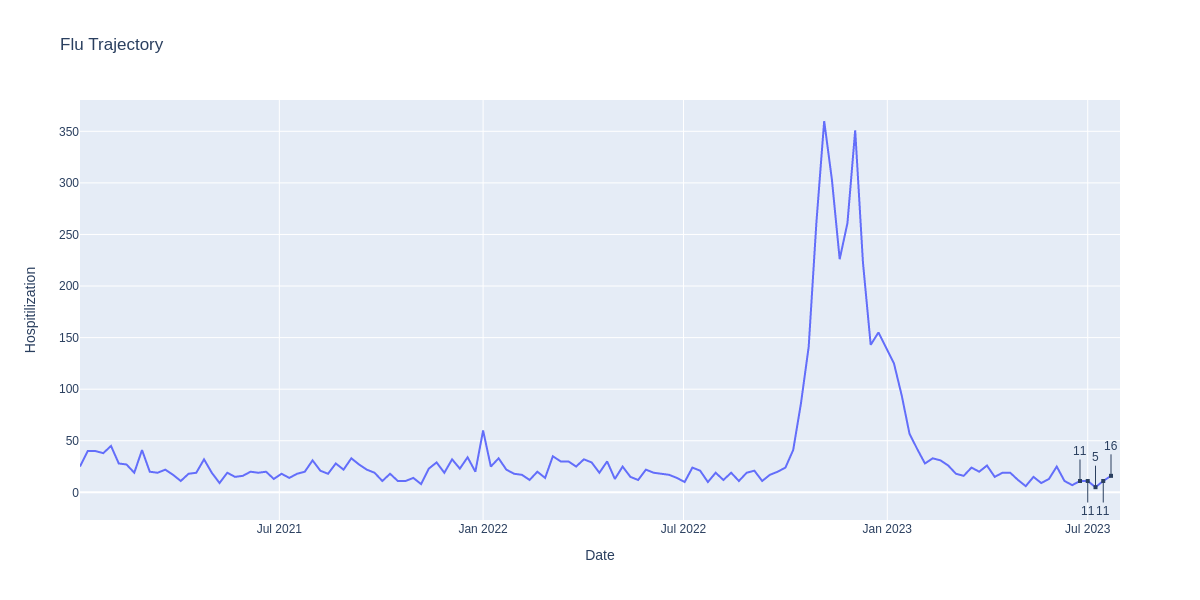 Flu Trajectory
350
300
250
200
150
100
50
0
Hospitilization
11
5
16
11
11
Jul 2021
Jan 2022
Jul 2022
Jan 2023
Jul 2023
Date